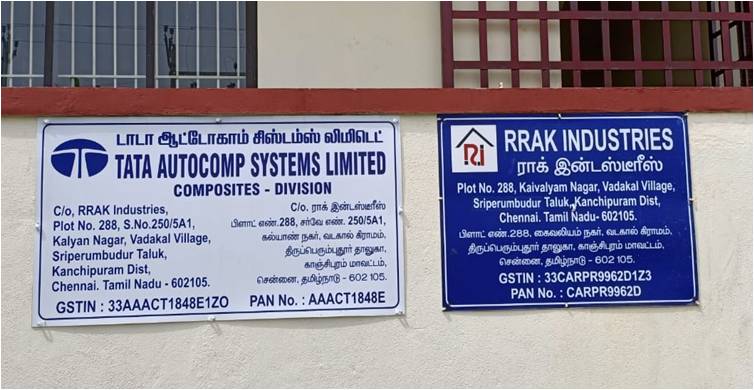 டாடா ஆட்டோகாம் சிஸ்டம்ஸ் லிமிடெட்
TATA AUTOCOMP SYSTEMS LIMITED
COMPOSITES - DIVISION
C/o, RRAK Industries,
Plot No. 288, S.No.250/5A1,
Kalyan Nagar, Vadakal Village,
Sriperumbudur Taluk,
Kanchipuram Dist,
Chennai. Tamil Nadu - 602105.
C/o. ராக் இன்டஸ்டரீஸ்
பிளாட் எண்.288, சர்வே எண். 250/5A1,
கல்யாண் நகர், வடகால் கிராமம்,
திருப்பெரும்புதூர் தாலுகா,
காஞ்சிபுரம் மாவட்டம்,
சென்னை, தமிழ்நாடு - 602 105.
GSTIN : 33AAACT1848E1ZO
PAN No. : AAACT1848E
RRAK INDUSTRIES
ராக் இன்டஸ்டீரீஸ்
Plot No. 288, Kaivalyam Nagar, Vadakal Village,
Sriperumbudur Taluk, Kanchipuram Dist,
Chennai. Tamil Nadu- 602105.
பிளாட் எண்.288, கைவலியம் நகர், வடகால் கிராமம்,
திருப்பெரும்புதூர் தாலுகா, காஞ்சிபுரம் மாவட்டம்,
சென்னை, தமிழ்நாடு - 602 105.
GSTIN : 33CARPR9962D1Z3
PAN No. : CARPR9962D